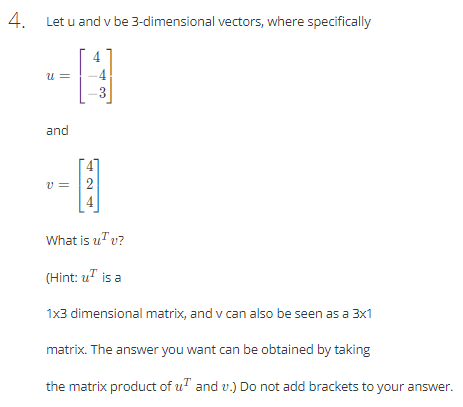 4. Let u and v be 3-dimensional vectors, where specifically
u = [4
-4
-3]
and
v = [4
2
4]
What is u^T v?
(Hint: u^T is a
1x3 dimensional matrix, and v can also be seen as a 3x1
matrix. The answer you want can be obtained by taking
the matrix product of u^T and v.) Do not add brackets to your answer.